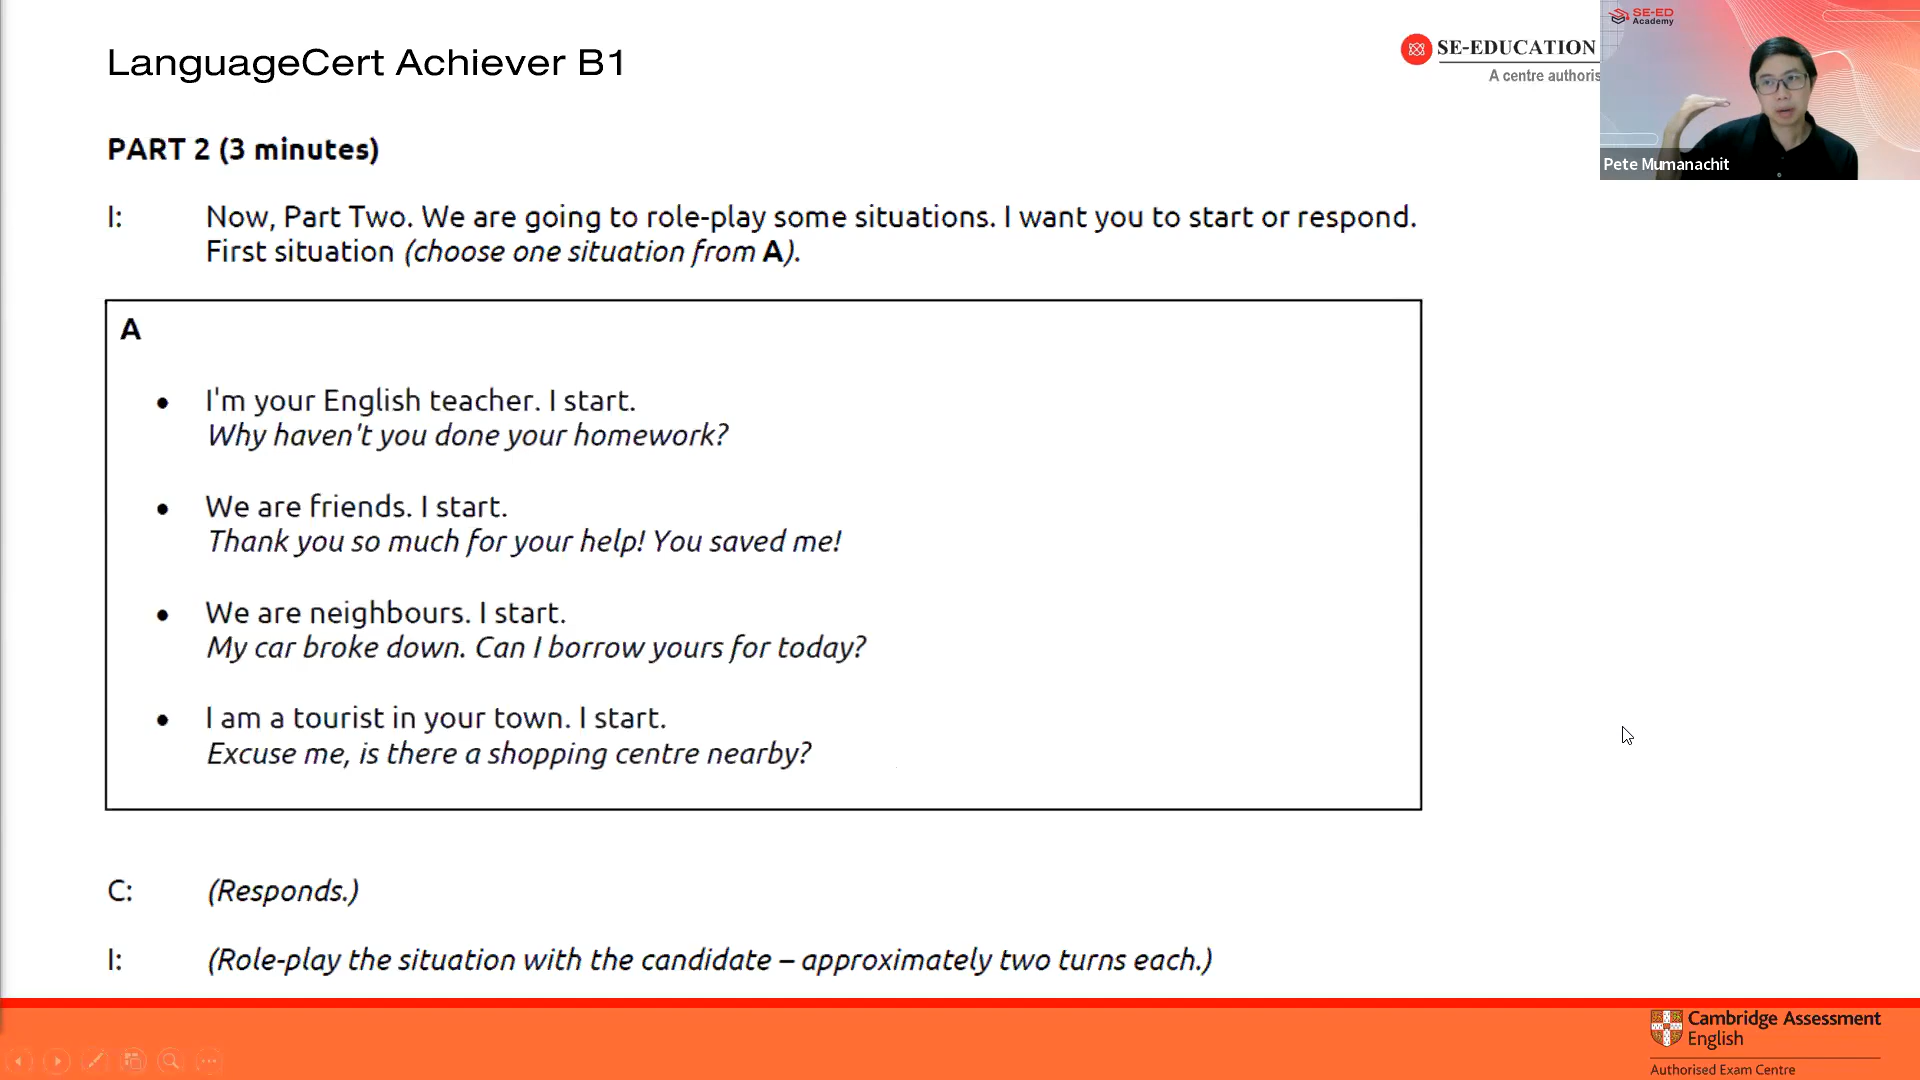 LanguageCert Achiever B1
SE-EDUCATION
A centre authoris
SE-ED
Academy
Pete Mumanachit
PART 2 (3 minutes)
I: Now, Part Two. We are going to role-play some situations. I want you to start or respond.
First situation (choose one situation from A).
A
• I'm your English teacher. I start.
Why haven't you done your homework?
• We are friends. I start.
Thank you so much for your help! You saved me!
• We are neighbours. I start.
My car broke down. Can I borrow yours for today?
• I am a tourist in your town. I start.
Excuse me, is there a shopping centre nearby?
C: (Responds.)
I: (Role-play the situation with the candidate – approximately two turns each.)
Cambridge Assessment
English
Authorised Exam Centre